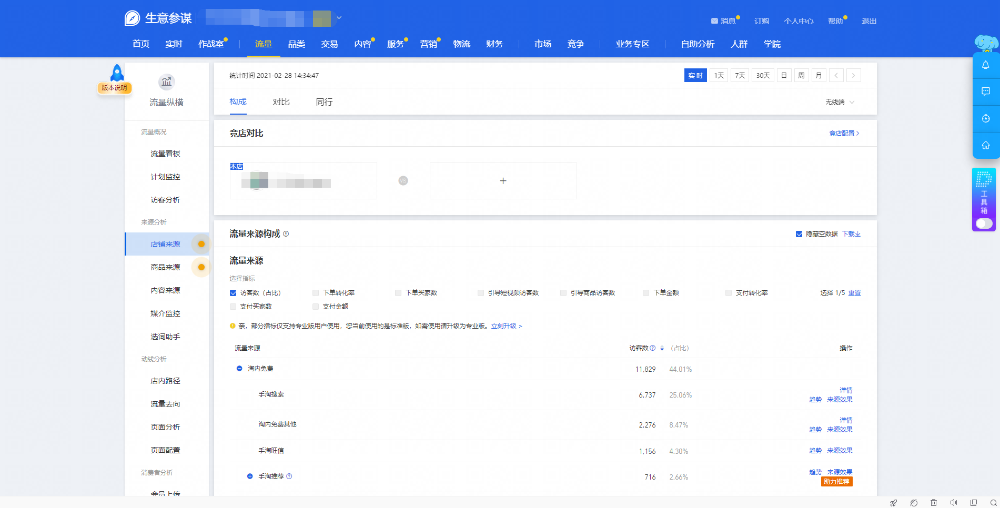 生意参谋
消息 订购 个人中心 帮助 退出
首页 实时 作战室 流量 品类 交易 内容 服务 营销 物流 财务 市场 竞争 业务专区 自助分析 人群 学院
版本说明
流量纵横
流量概况
流量看板
计划监控
访客分析
来源分析
店铺来源
商品来源
内容来源
媒介监控
选词助手
动线分析
店内路径
流量去向
页面分析
页面配置
消费者分析
会员上传
统计时间 2021-02-28 14:34:47
实时 1天 7天 30天 日 周 月 < >
构成 对比 同行
无线端
竞店对比
竞店配置 >
本店
VS
+
流量来源构成
隐藏空数据 下载
流量来源
选择指标
访客数（占比） 下单转化率 下单买家数 引导短视频访客数 引导商品访客数 下单金额 支付转化率 选择 1/5 重置
支付买家数 支付金额
亲，部分指标仅支持专业版用户使用，您当前使用的是标准版，如需使用请升级为专业版。立刻升级 >
流量来源 访客数 （占比） 操作
淘内免费 11,829 44.01%
手淘搜索 6,737 25.06% 详情
趋势 来源效果
淘内免费其他 2,276 8.47% 详情
趋势 来源效果
手淘旺信 1,156 4.30% 趋势 来源效果
手淘推荐 716 2.66% 趋势 来源效果
助力推荐
工具箱